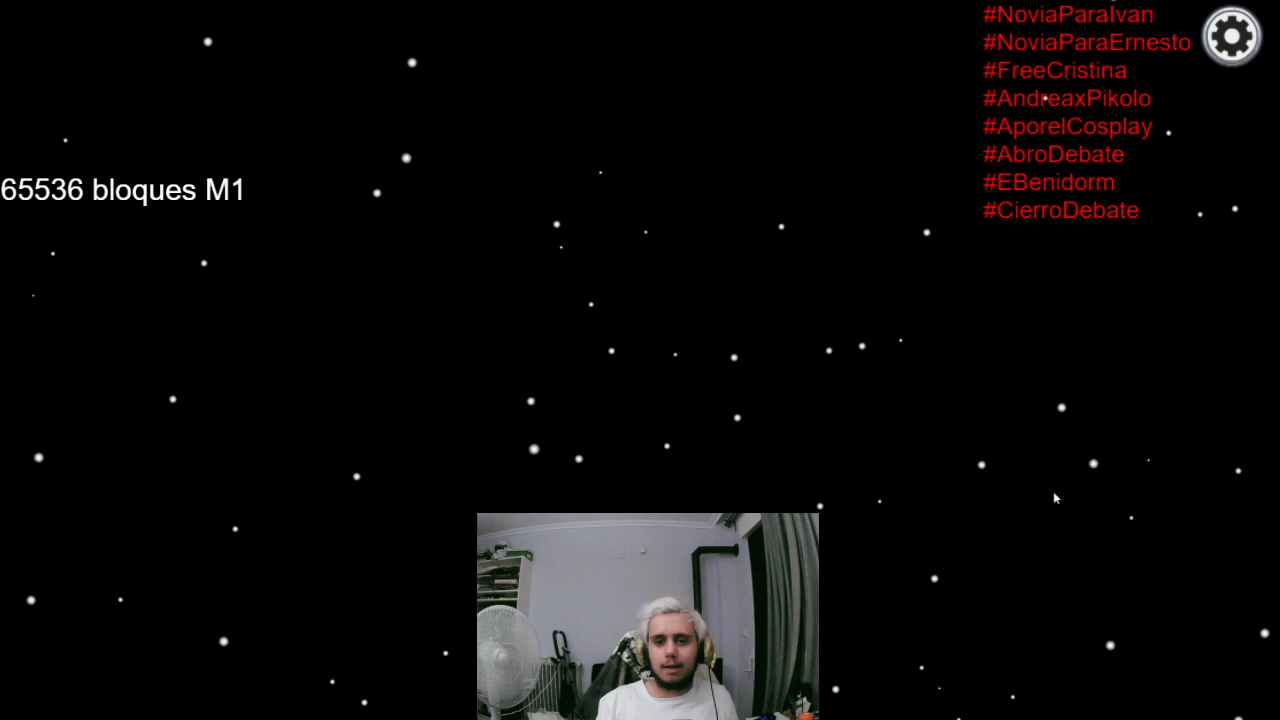 #NoviaParaIvan
#NoviaParaErnesto
#FreeCristina
#AndreaxPikolo
#AporelCosplay
#AbroDebate
#EBenidorm
#CierroDebate
65536 bloques M1